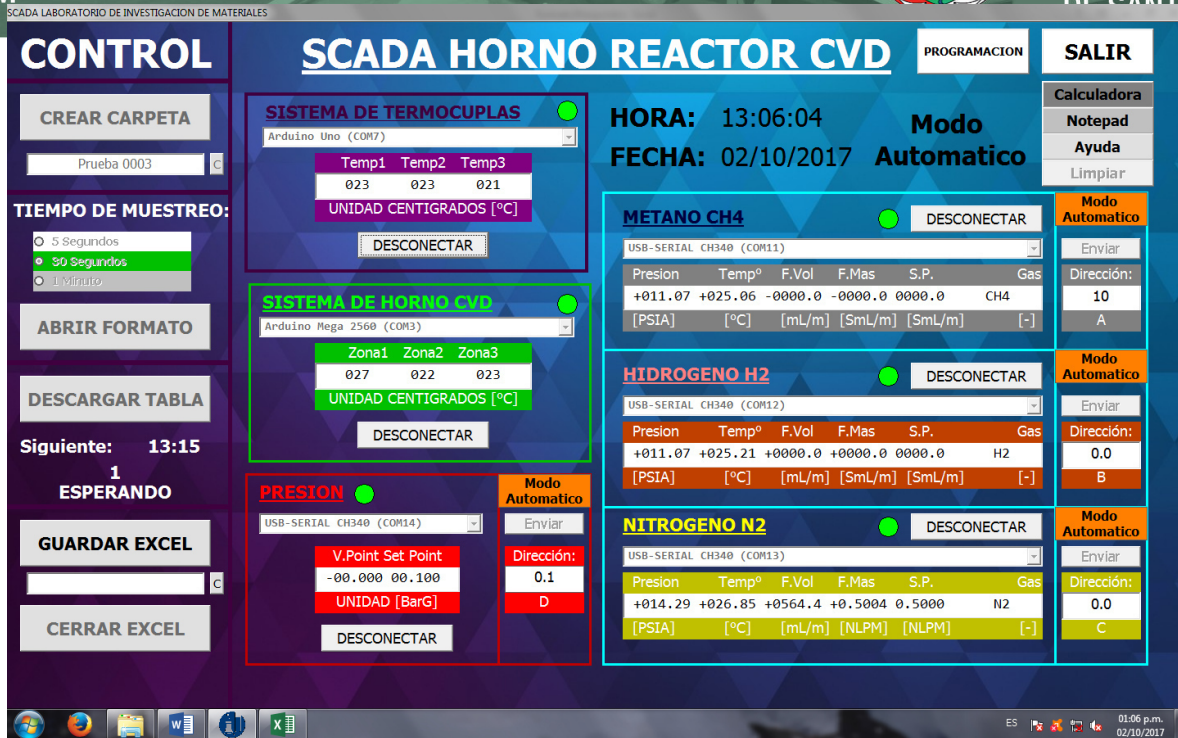 SCADA LABORATORIO DE INVESTIGACION DE MATERIALES
CONTROL
SCADA HORNO REACTOR CVD
PROGRAMACION
SALIR
CREAR CARPETA
Prueba 0003
C
TIEMPO DE MUESTREO:
5 Segundos
30 Segundos
1 Minuto
ABRIR FORMATO
DESCARGAR TABLA
Siguiente: 13:15
1
ESPERANDO
GUARDAR EXCEL
C
CERRAR EXCEL
SISTEMA DE TERMOCUPLAS
Arduino Uno (COM7)
Temp1 Temp2 Temp3
023 023 021
UNIDAD CENTIGRADOS [ºC]
DESCONECTAR
SISTEMA DE HORNO CVD
Arduino Mega 2560 (COM3)
Zona1 Zona2 Zona3
027 022 023
UNIDAD CENTIGRADOS [ºC]
DESCONECTAR
PRESION
Modo
Automatico
USB-SERIAL CH340 (COM14)
Enviar
V.Point Set Point
Dirección:
-00.000 00.100
0.1
UNIDAD [BarG]
D
DESCONECTAR
HORA: 13:06:04
FECHA: 02/10/2017
Modo
Automatico
Calculadora
Notepad
Ayuda
Limpiar
METANO CH4
DESCONECTAR
Modo
Automatico
USB-SERIAL CH340 (COM11)
Enviar
Presion Tempº F.Vol F.Mas S.P. Gas
Dirección:
+011.07 +025.06 -0000.0 -0000.0 0000.0 CH4
10
[PSIA] [ºC] [mL/m] [SmL/m] [SmL/m] [-]
A
HIDROGENO H2
DESCONECTAR
Modo
Automatico
USB-SERIAL CH340 (COM12)
Enviar
Presion Tempº F.Vol F.Mas S.P. Gas
Dirección:
+011.07 +025.21 +0000.0 +0000.0 0000.0 H2
0.0
[PSIA] [ºC] [mL/m] [SmL/m] [SmL/m] [-]
B
NITROGENO N2
DESCONECTAR
Modo
Automatico
USB-SERIAL CH340 (COM13)
Enviar
Presion Tempº F.Vol F.Mas S.P. Gas
Dirección:
+014.29 +026.85 +0564.4 +0.5004 0.5000 N2
0.0
[PSIA] [ºC] [mL/m] [NLPM] [NLPM] [-]
C
ES
01:06 p.m.
02/10/2017